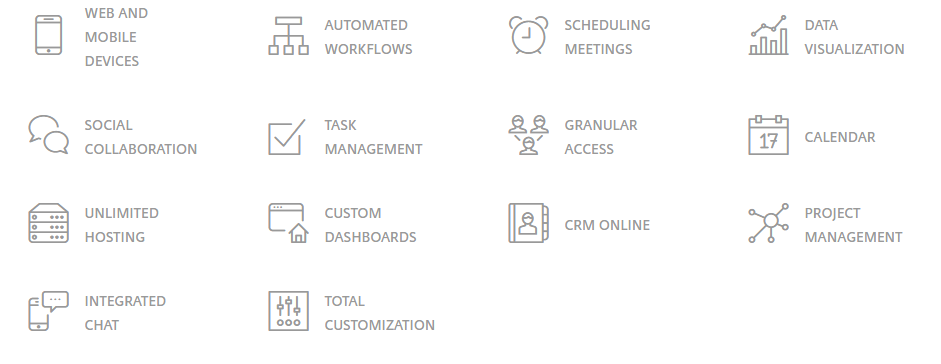 WEB AND
MOBILE
DEVICES
AUTOMATED
WORKFLOWS
SCHEDULING
MEETINGS
DATA
VISUALIZATION
SOCIAL
COLLABORATION
TASK
MANAGEMENT
GRANULAR
ACCESS
17
CALENDAR
UNLIMITED
HOSTING
CUSTOM
DASHBOARDS
CRM ONLINE
PROJECT
MANAGEMENT
INTEGRATED
CHAT
TOTAL
CUSTOMIZATION